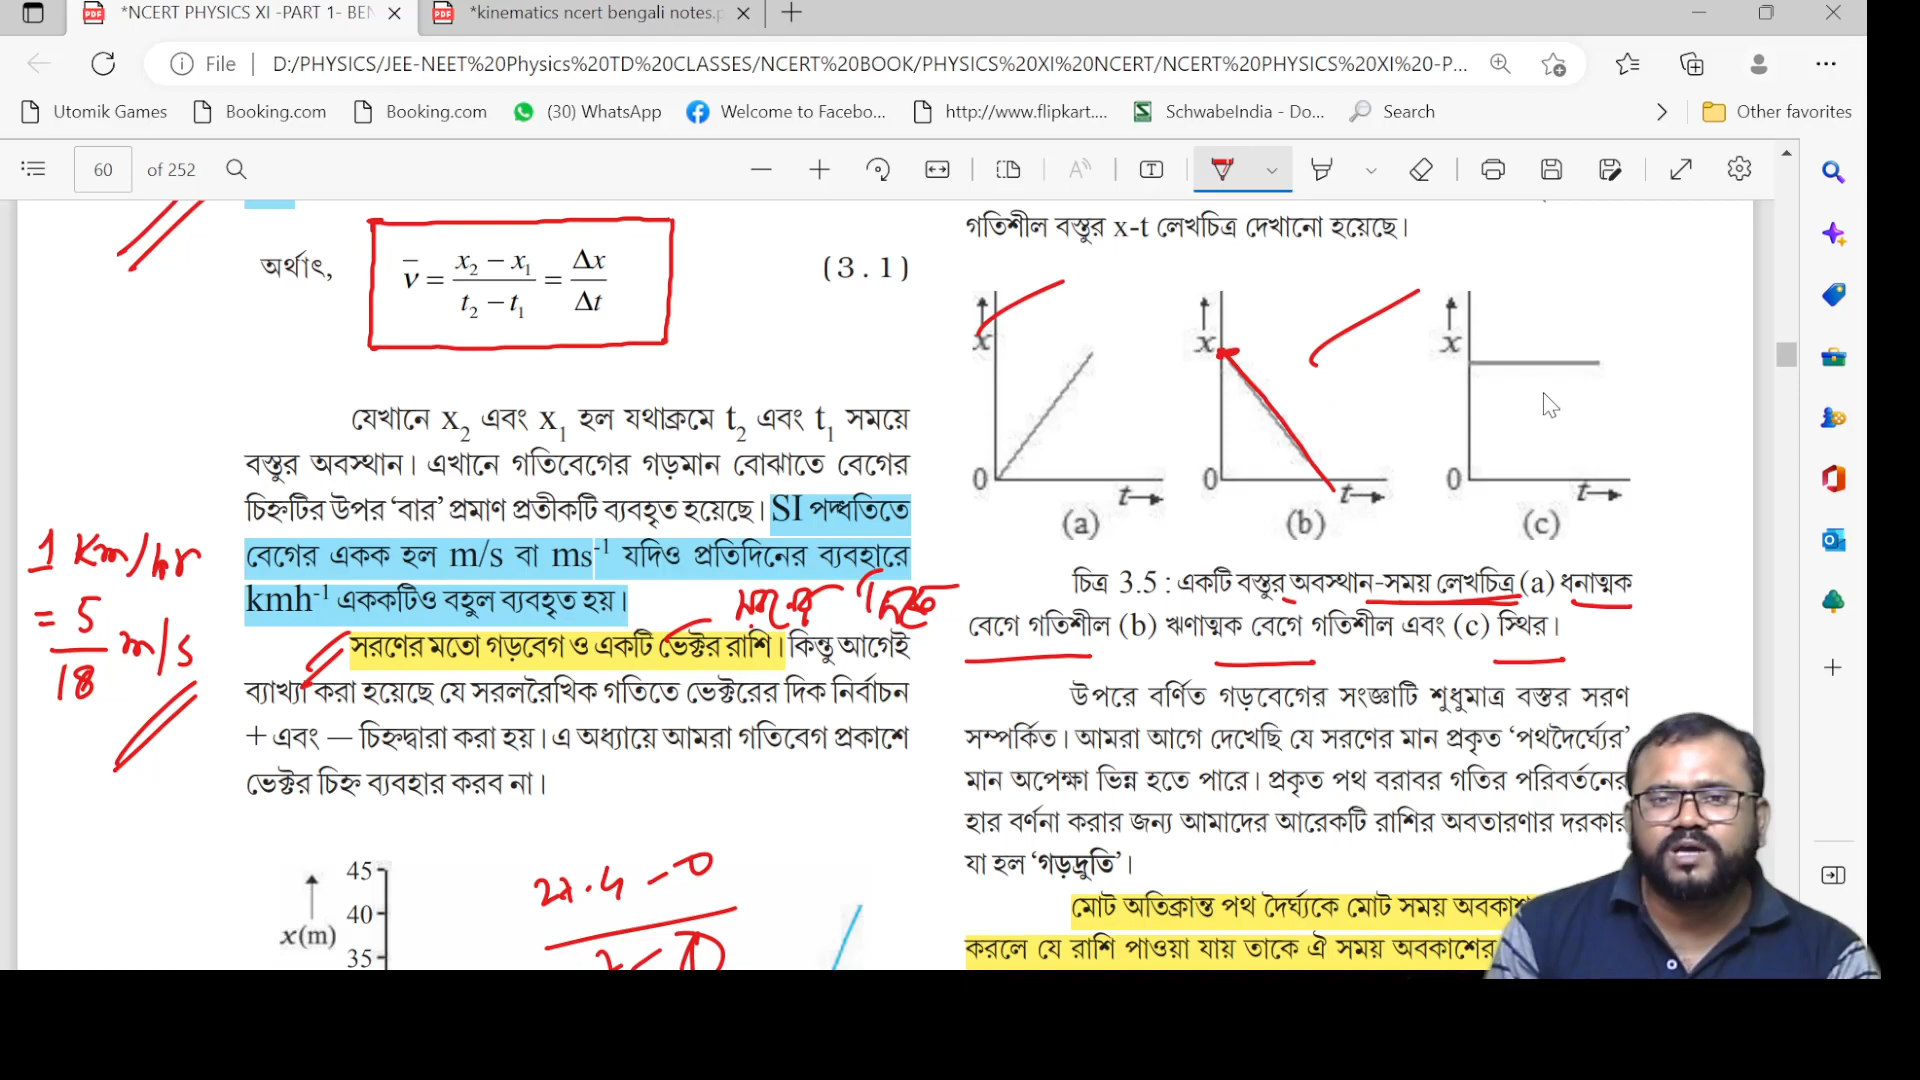 *NCERT PHYSICS XI -PART 1- BEN
*kinematics ncert bengali notes.p
File
D:/PHYSICS/JEE-NEET%20Physics%20TD%20CLASSES/NCERT%20BOOK/PHYSICS%20XI%20NCERT/NCERT%20PHYSICS%20XI%20-P...
Utomik Games
Booking.com
Booking.com
(30) WhatsApp
Welcome to Facebo...
http://www.flipkart....
SchwabeIndia - Do...
Search
Other favorites
60 of 252
অর্থাৎ,
v̄ = (x₂ − x₁)/(t₂ − t₁) = Δx/Δt
(3.1)
যেখানে x₂ এবং x₁ হল যথাক্রমে t₂ এবং t₁ সময়ে
বস্তুর অবস্থান। এখানে গতিবেগের গড়মান বোঝাতে বেগের
চিহ্নটির উপর ‘বার’ প্রমাণ প্রতীকটি ব্যবহৃত হয়েছে। SI পদ্ধতিতে
বেগের একক হল m/s বা ms⁻¹ যদিও প্রতিদিনের ব্যবহারে
kmh⁻¹ এককটিও বহুল ব্যবহৃত হয়।
সরণের মতো গড়বেগ ও একটি ভেক্টর রাশি। কিন্তু আগেই
ব্যাখ্যা করা হয়েছে যে সরলরৈখিক গতিতে ভেক্টরের দিক নির্বাচন
+ এবং — চিহ্নদ্বারা করা হয়। এ অধ্যায়ে আমরা গতিবেগ প্রকাশে
ভেক্টর চিহ্ন ব্যবহার করব না।
1 Km/hr
= 5/18 m/s
45
40
x(m)
35
27.4 – 0
গতিশীল বস্তুর x-t লেখচিত্র দেখানো হয়েছে।
x
0
t
(a)
x
0
t
(b)
x
0
t
(c)
চিত্র 3.5 : একটি বস্তুর অবস্থান-সময় লেখচিত্র (a) ধনাত্মক
বেগে গতিশীল (b) ঋণাত্মক বেগে গতিশীল এবং (c) স্থির।
উপরে বর্ণিত গড়বেগের সংজ্ঞাটি শুধুমাত্র বস্তর সরণ
সম্পর্কিত। আমরা আগে দেখেছি যে সরণের মান প্রকৃত ‘পথদৈর্ঘ্যের’
মান অপেক্ষা ভিন্ন হতে পারে। প্রকৃত পথ বরাবর গতির পরিবর্তনের
হার বর্ণনা করার জন্য আমাদের আরেকটি রাশির অবতারণার দরকার
যা হল ‘গড়দ্রুতি’।
মোট অতিক্রান্ত পথ দৈর্ঘ্যকে মোট সময় অবকাশ
করলে যে রাশি পাওয়া যায় তাকে ঐ সময় অবকাশের